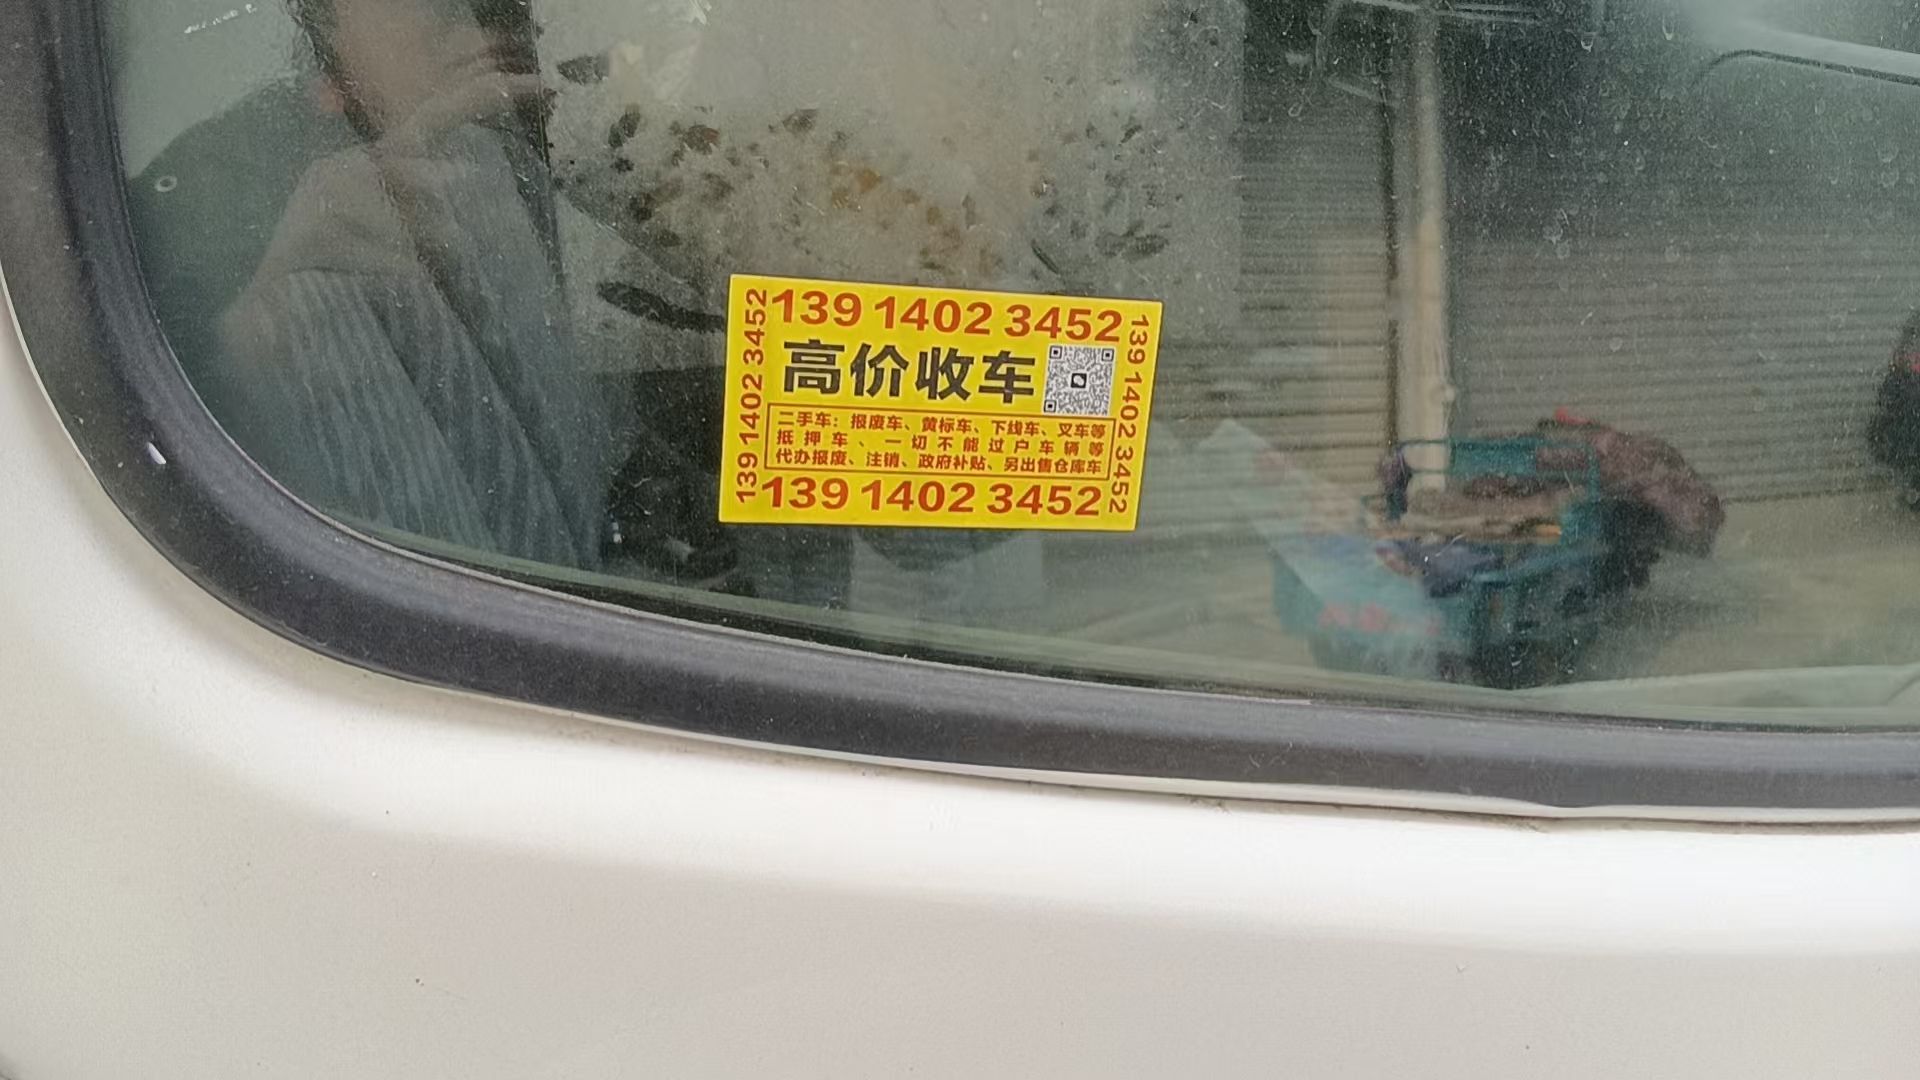 139 1402 3452
139 1402 3452
高价收车
139 1402 3452
二手车：报废车、黄标车、下线车、叉车等
抵押车、一切不能过户车辆等
代办报废、注销、政府补贴、另出售仓库车
139 1402 3452